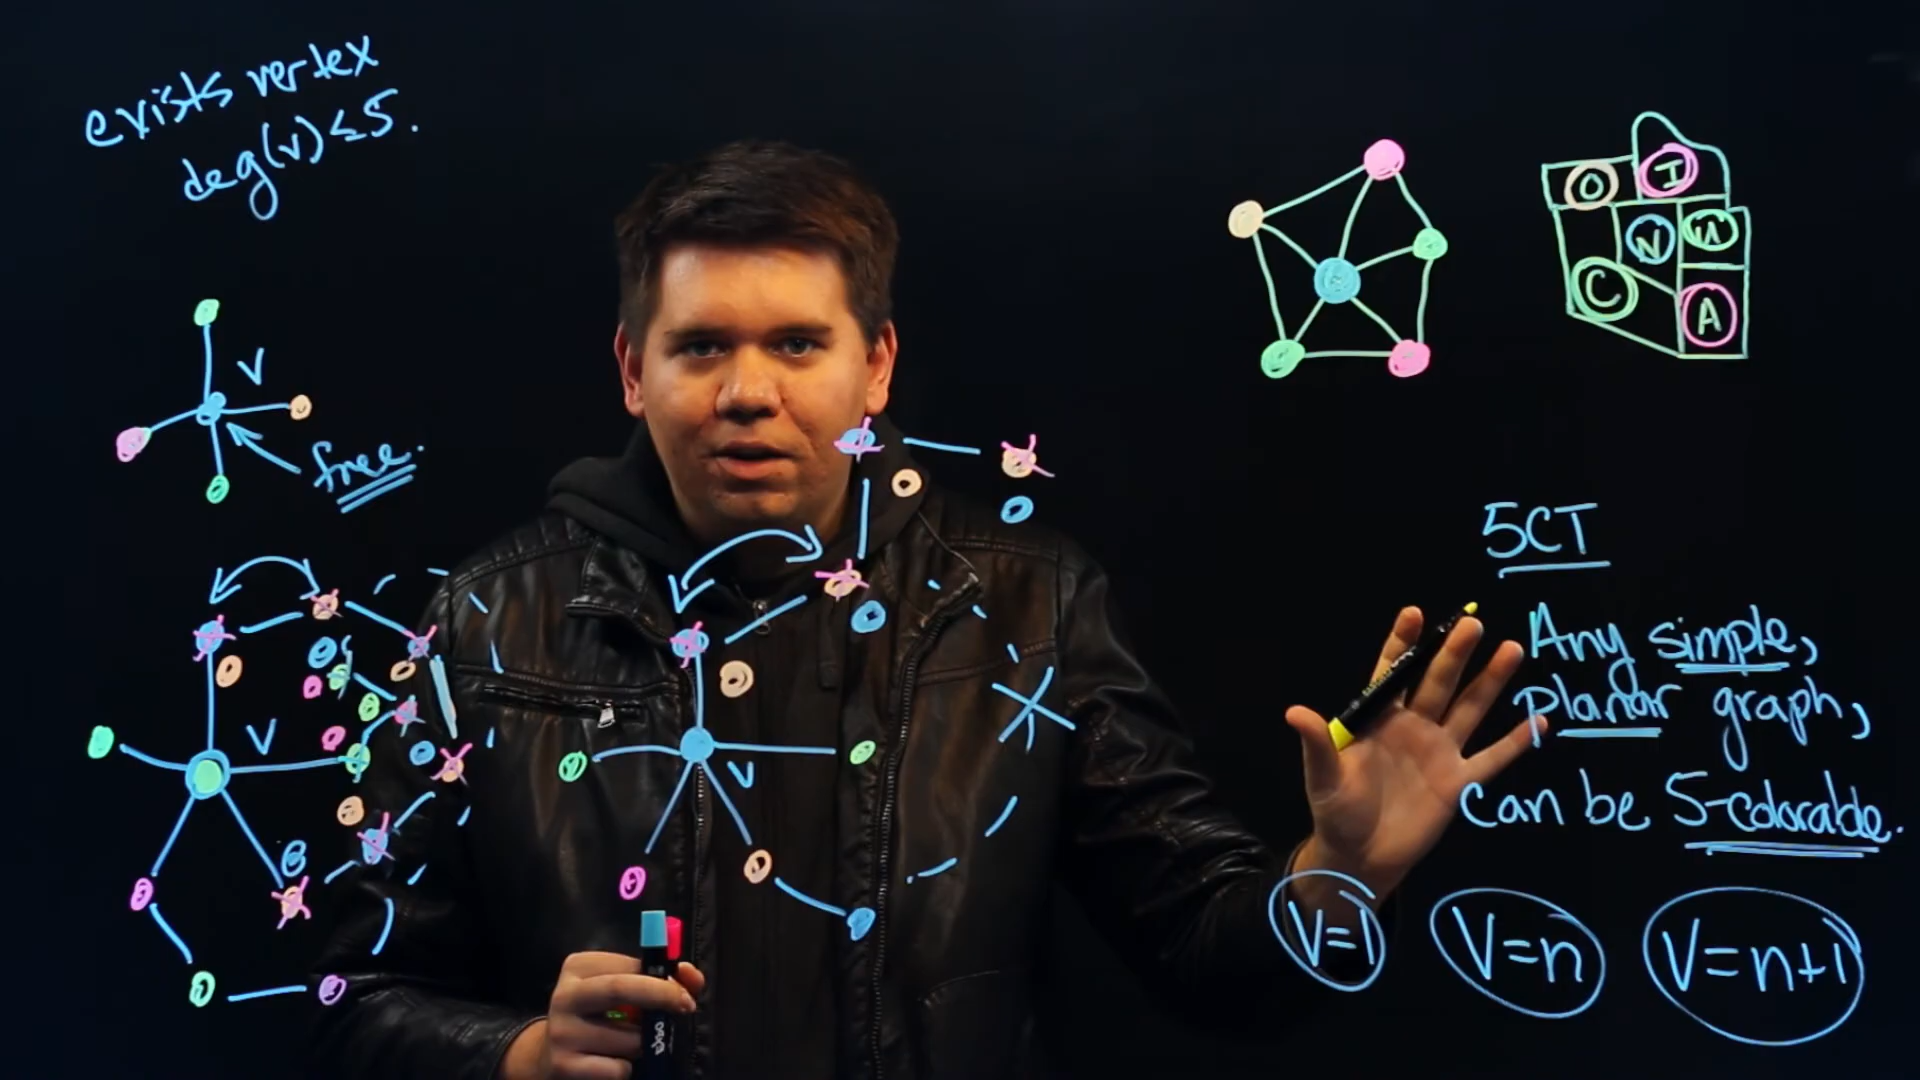 exists vertex
deg(v)≤5.
V
free.
V
B
V
O
I
N
U
C
A
5CT
Any simple,
planar graph,
can be 5-colorable.
V=1
V=n
V=n+1